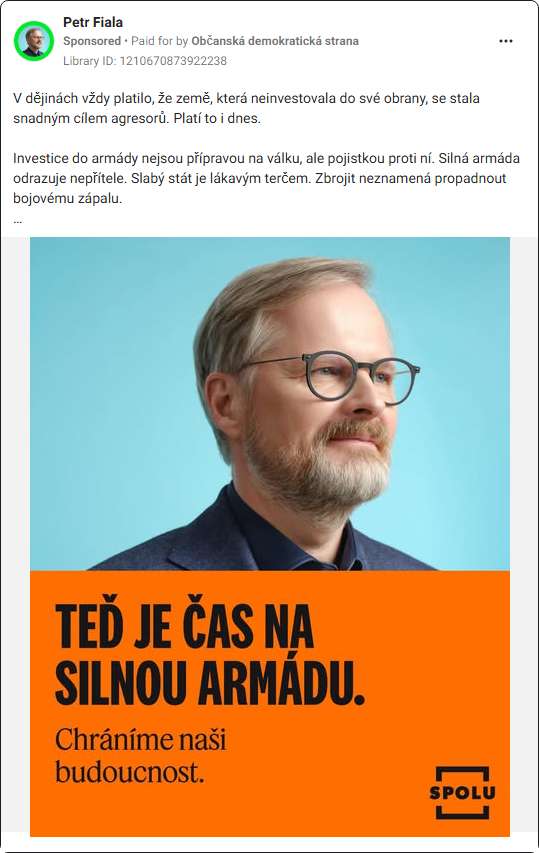 Petr Fiala
Sponsored • Paid for by Občanská demokratická strana
Library ID: 1210670873922238
V dějinách vždy platilo, že země, která neinvestovala do své obrany, se stala
snadným cílem agresorů. Platí to i dnes.
Investice do armády nejsou přípravou na válku, ale pojistkou proti ní. Silná armáda
odrazuje nepřítele. Slabý stát je lákavým terčem. Zbrojit neznamená propadnout
bojovému zápalu.
...
TEĎ JE ČAS NA
SILNOU ARMÁDU.
Chráníme naši
budoucnost.
SPOLU